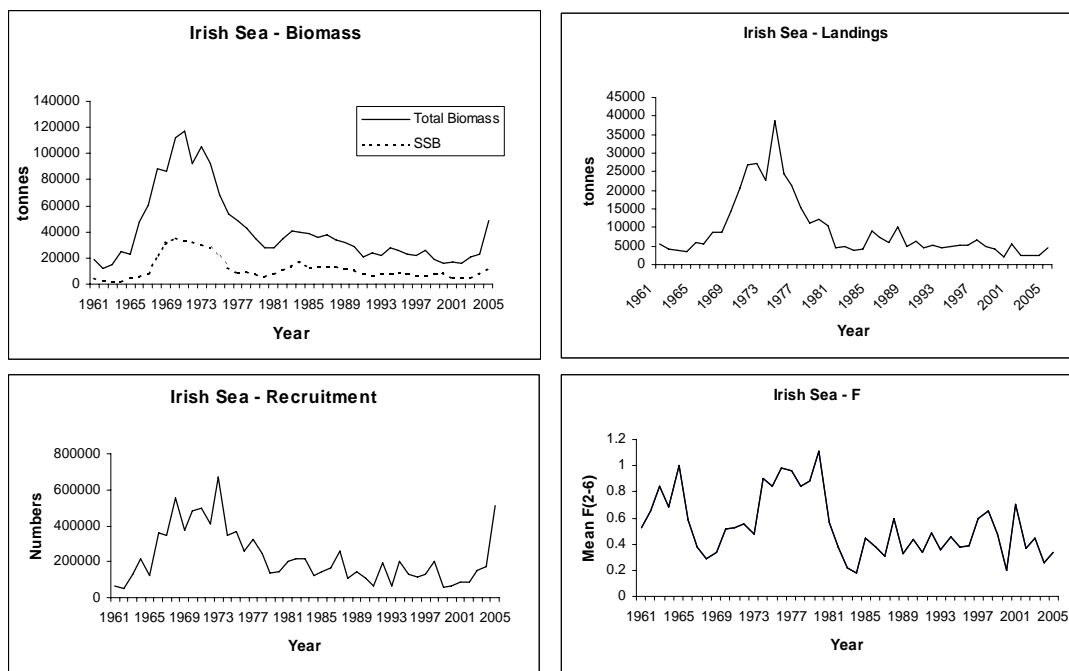 Irish Sea - Biomass
tonnes
140000
120000
100000
80000
60000
40000
20000
0
Total Biomass
SSB
1961 1965 1969 1973 1977 1981 1985 1989 1993 1997 2001 2005
Year
Irish Sea - Landings
tonnes
45000
40000
35000
30000
25000
20000
15000
10000
5000
0
1961 1965 1969 1973 1977 1981 1985 1989 1993 1997 2001 2005
Year
Irish Sea - Recruitment
Numbers
800000
600000
400000
200000
0
1961 1965 1969 1973 1977 1981 1985 1989 1993 1997 2001 2005
Year
Irish Sea - F
Mean F(2-6)
1.2
1
0.8
0.6
0.4
0.2
0
1961 1965 1969 1973 1977 1981 1985 1989 1993 1997 2001 2005
Year